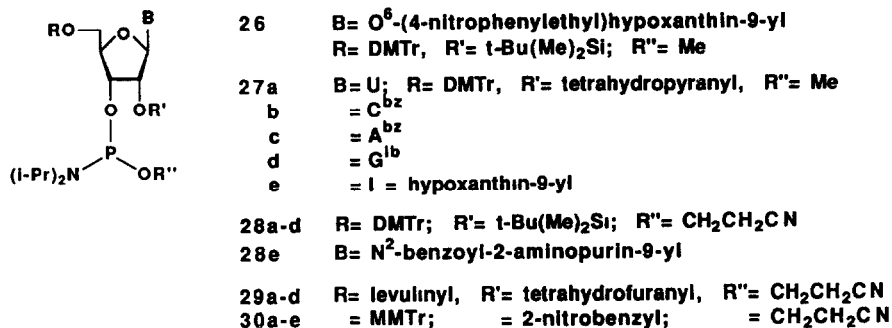 B
RO
O
O
OR'
P
(i-Pr)₂N
OR"
26 B= O⁶-(4-nitrophenylethyl)hypoxanthin-9-yl
R= DMTr, R'= t-Bu(Me)₂Si; R"= Me
27a B= U; R= DMTr, R'= tetrahydropyranyl, R"= Me
b = Cᵇᶻ
c = Aᵇᶻ
d = Gⁱᵇ
e = I = hypoxanthin-9-yl
28a-d R= DMTr; R'= t-Bu(Me)₂Si; R"= CH₂CH₂CN
28e B= N²-benzoyl-2-aminopurin-9-yl
29a-d R= levulinyl, R'= tetrahydrofuranyl, R"= CH₂CH₂CN
30a-e = MMTr; = 2-nitrobenzyl; = CH₂CH₂CN